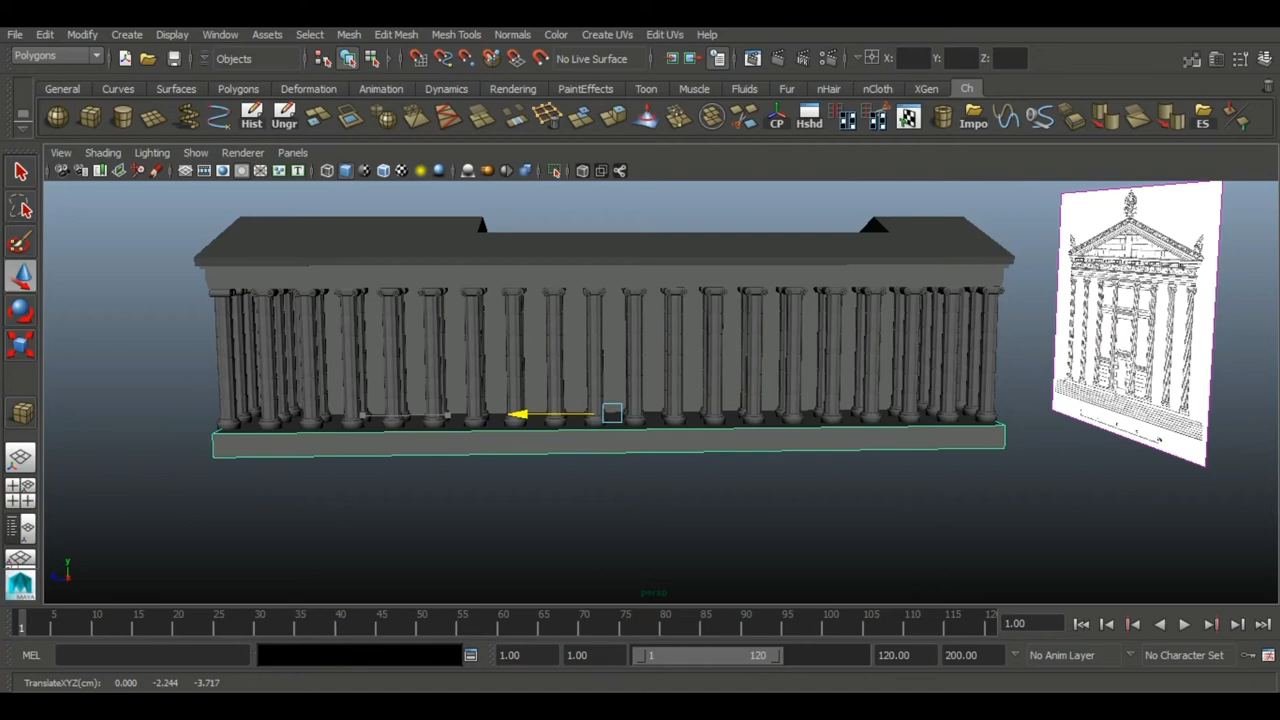 File Edit Modify Create Display Window Assets Select Mesh Edit Mesh Mesh Tools Normals Color Create UVs Edit UVs Help
Polygons Objects No Live Surface X: Y: Z:
General Curves Surfaces Polygons Deformation Animation Dynamics Rendering PaintEffects Toon Muscle Fluids Fur nHair nCloth XGen Ch
Hist Ungr CP Hshd Impo ES
View Shading Lighting Show Renderer Panels
T
y
persp
MAYA
5 10 15 20 25 30 35 40 45 50 55 60 65 70 75 80 85 90 95 100 105 110 115 12
1 1.00
MEL 1.00 1.00 1 120 120.00 200.00 No Anim Layer No Character Set
TranslateXYZ(cm): 0.000 -2.244 -3.717